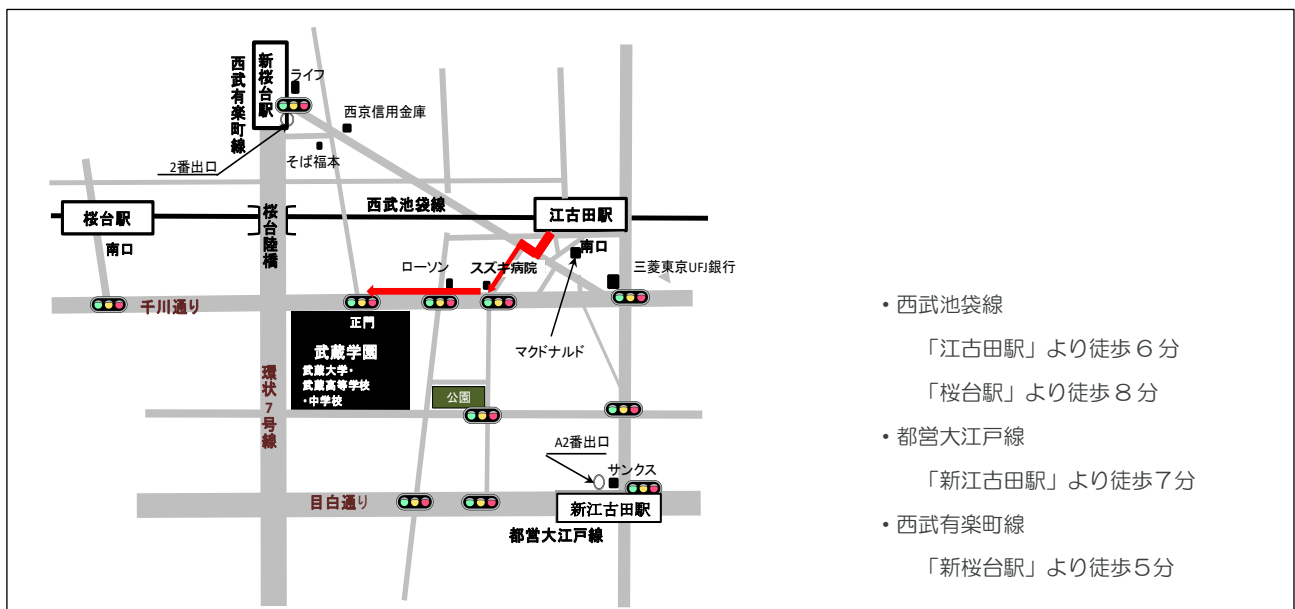 新桜台駅
西武有楽町線
ライフ
西京信用金庫
そば福本
2番出口
桜台駅
南口
桜台陸橋
西武池袋線
江古田駅
南口
ローソン
スズキ病院
三菱東京UFJ銀行
千川通り
マクドナルド
正門
武蔵学園
武蔵大学・
武蔵高等学校
・中学校
環状7号線
公園
A2番出口
サンクス
目白通り
新江古田駅
都営大江戸線
・西武池袋線
「江古田駅」より徒歩6分
「桜台駅」より徒歩8分
・都営大江戸線
「新江古田駅」より徒歩7分
・西武有楽町線
「新桜台駅」より徒歩5分